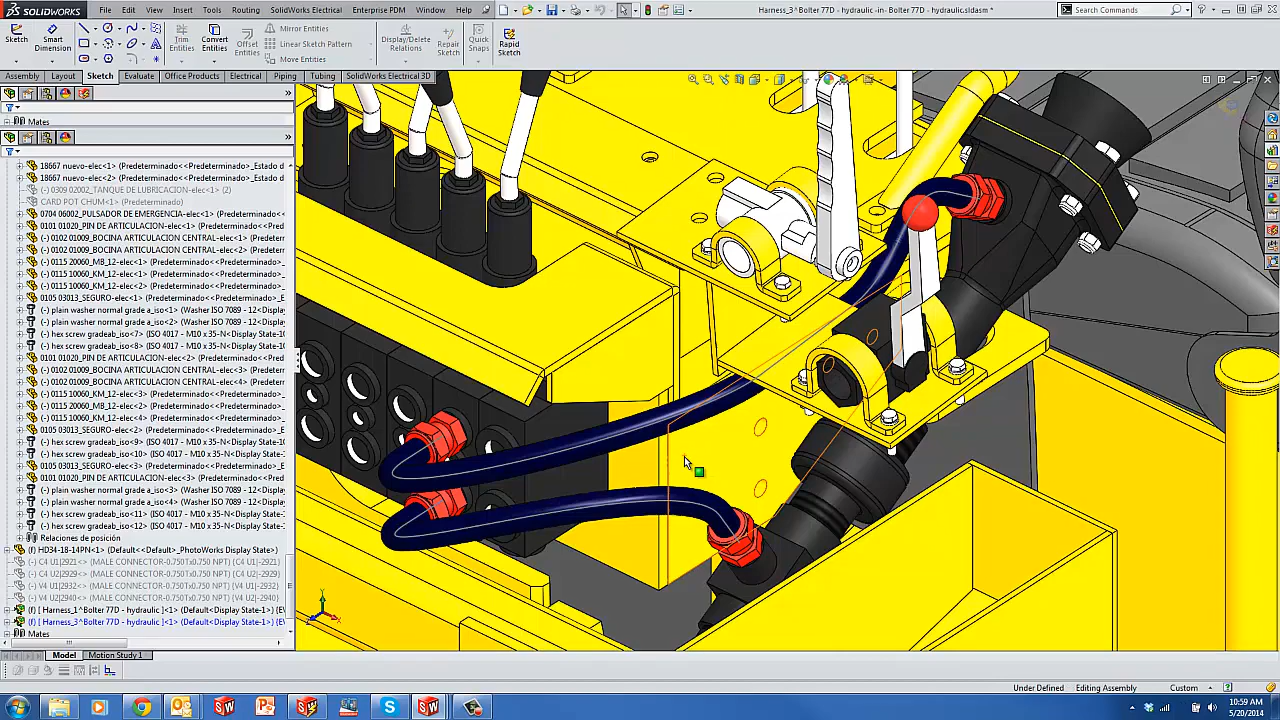 SOLIDWORKS
File Edit View Insert Tools Routing SolidWorks Electrical Enterprise PDM Window Help
Harness_3^Bolter 77D - hydraulic -in- Bolter 77D - hydraulic.sldasm *
Search Commands
Sketch
Smart Dimension
Trim Entities
Convert Entities
Offset Entities
Mirror Entities
Linear Sketch Pattern
Move Entities
Display/Delete Relations
Repair Sketch
Quick Snaps
Rapid Sketch
Assembly Layout Sketch Evaluate Office Products Electrical Piping Tubing SolidWorks Electrical 3D
Mates
18667 nuevo-elec<1> (Predeterminado<<Predeterminado>_Estado d
18667 nuevo-elec<2> (Predeterminado<<Predeterminado>_Estado d
(-) 0309 02002_TANQUE DE LUBRICACION-elec<1> (2)
CARD POT CHUM<1> (Predeterminado)
0704 06002_PULSADOR DE EMERGENCIA-elec<1> (Predeterminado
0101 01020_PIN DE ARTICULACION CENTRAL-elec<1> (Predetermi
(-) 0102 01009_BOCINA ARTICULACION CENTRAL-elec<1> (Predeterr
(-) 0102 01009_BOCINA ARTICULACION CENTRAL-elec<2> (Predeterr
(-) 0115 20060_MB_12-elec<1> (Predeterminado<<Predeterminado>_
(-) 0115 10060_KM_12-elec<1> (Predeterminado<<Predeterminado>_
(-) 0115 10060_KM_12-elec<2> (Predeterminado<<Predeterminado>_
0105 03013_SEGURO-elec<1> (Predeterminado<<Predeterminado>_E
(-) plain washer normal grade a_iso<1> (Washer ISO 7089 - 12<Displ
(-) plain washer normal grade a_iso<2> (Washer ISO 7089 - 12<Displ
(-) hex screw gradeab_iso<7> (ISO 4017 - M10 x 35-N<Display State-1
(-) hex screw gradeab_iso<8> (ISO 4017 - M10 x 35-N<Display State-1
0101 01020_PIN DE ARTICULACION CENTRAL-elec<2> (Predetermi
(-) 0102 01009_BOCINA ARTICULACION CENTRAL-elec<3> (Predeterr
(-) 0102 01009_BOCINA ARTICULACION CENTRAL-elec<4> (Predeterr
(-) 0115 10060_KM_12-elec<3> (Predeterminado<<Predeterminado>_
(-) 0115 20060_MB_12-elec<2> (Predeterminado<<Predeterminado>_
(-) 0115 10060_KM_12-elec<4> (Predeterminado<<Predeterminado>_
0105 03013_SEGURO-elec<2> (Predeterminado<<Predeterminado>_E
(-) hex screw gradeab_iso<9> (ISO 4017 - M10 x 35-N<Display State-1
(-) hex screw gradeab_iso<10> (ISO 4017 - M10 x 35-N<Display State-
0105 03013_SEGURO-elec<3> (Predeterminado<<Predeterminado>_E
0101 01020_PIN DE ARTICULACION CENTRAL-elec<3> (Predetermi
(-) plain washer normal grade a_iso<3> (Washer ISO 7089 - 12<Displ
(-) plain washer normal grade a_iso<4> (Washer ISO 7089 - 12<Displ
(-) hex screw gradeab_iso<11> (ISO 4017 - M10 x 35-N<Display State-
(-) hex screw gradeab_iso<12> (ISO 4017 - M10 x 35-N<Display State-
Relaciones de posición
(f) HD34-18-14PN<1> (Default<<Default>_PhotoWorks Display State>)
(-) C4 U1|2921<> (MALE CONNECTOR-0.750Tx0.750 NPT) {C4 U1|-2921}
(-) C4 U2|2929<> (MALE CONNECTOR-0.750Tx0.750 NPT) {C4 U2|-2929}
(-) V4 U1|2932<> (MALE CONNECTOR-0.750Tx0.750 NPT) {V4 U1|-2932}
(-) V4 U2|2940<> (MALE CONNECTOR-0.750Tx0.750 NPT) {V4 U2|-2940}
(f) [ Harness_1^Bolter 77D - hydraulic ]<1> (Default<Display State-1>) {E
(f) [ Harness_3^Bolter 77D - hydraulic ]<1> (Default<Display State-1>) {E
Mates
Model Motion Study 1
Under Defined Editing Assembly Custom
10:59 AM
5/20/2014